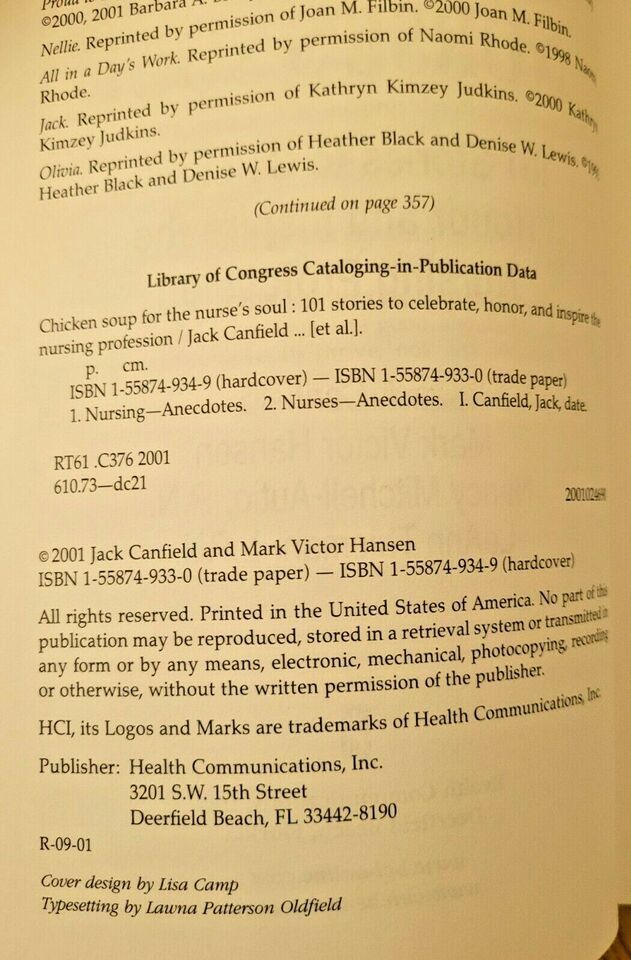 Proud to
©2000, 2001 Barbara A.
Nellie. Reprinted by permission of Joan M. Filbin. ©2000 Joan M. Filbin.
All in a Day's Work. Reprinted by permission of Naomi Rhode. ©1998 Naomi
Rhode.
Jack. Reprinted by permission of Kathryn Kimzey Judkins. ©2000 Kathryn
Kimzey Judkins.
Olivia. Reprinted by permission of Heather Black and Denise W. Lewis.
Heather Black and Denise W. Lewis.
(Continued on page 357)
Library of Congress Cataloging-in-Publication Data
Chicken soup for the nurse's soul : 101 stories to celebrate, honor, and inspire the
nursing profession / Jack Canfield ... [et al.].
p. cm.
ISBN 1-55874-934-9 (hardcover) — ISBN 1-55874-933-0 (trade paper)
1. Nursing—Anecdotes. 2. Nurses—Anecdotes. I. Canfield, Jack, date.
RT61 .C376 2001
610.73—dc21
©2001 Jack Canfield and Mark Victor Hansen
ISBN 1-55874-933-0 (trade paper) — ISBN 1-55874-934-9 (hardcover)
All rights reserved. Printed in the United States of America. No part of this
publication may be reproduced, stored in a retrieval system or transmitted in
any form or by any means, electronic, mechanical, photocopying, recording
or otherwise, without the written permission of the publisher.
HCI, its Logos and Marks are trademarks of Health Communications, Inc.
Publisher: Health Communications, Inc.
3201 S.W. 15th Street
Deerfield Beach, FL 33442-8190
R-09-01
Cover design by Lisa Camp
Typesetting by Lawna Patterson Oldfield